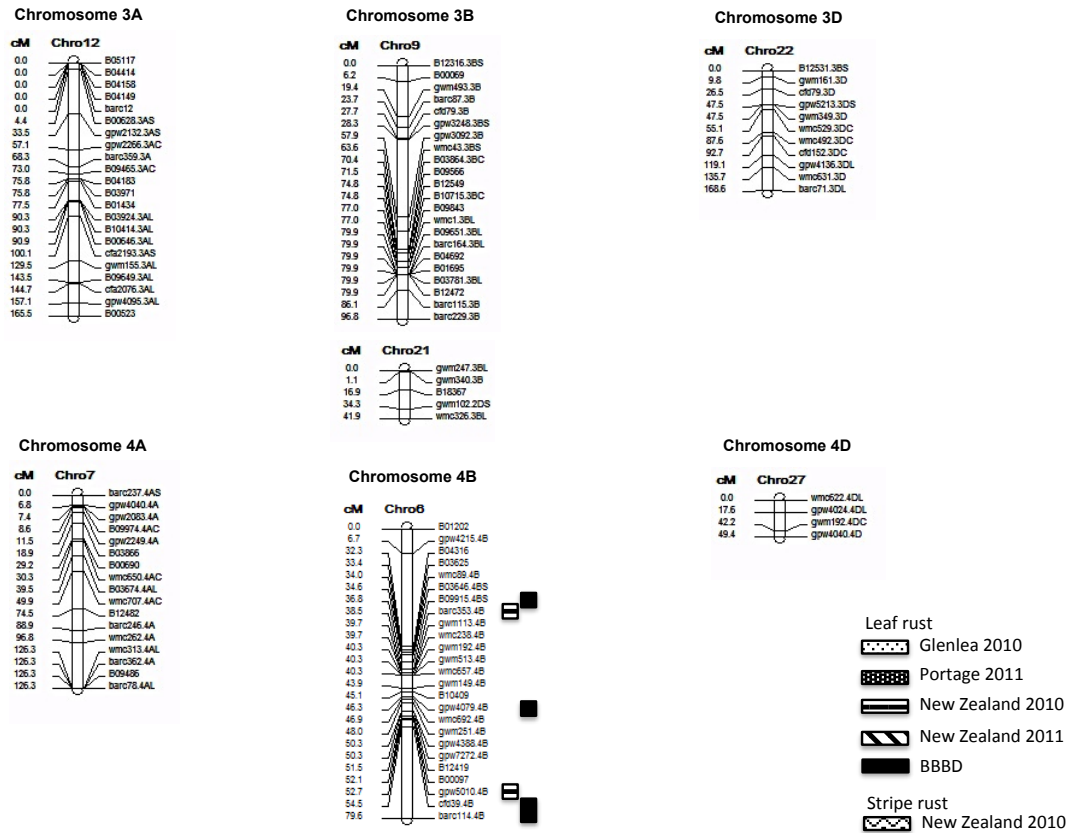 Chromosome 3A
cM Chro12
0.0 B05117
0.0 B04414
0.0 B04158
0.0 B04149
0.0 barc12
4.4 B00628.3AS
33.5 gpw2132.3AS
57.1 gpw2266.3AC
68.3 barc359.3A
73.0 B09465.3AC
75.8 B04183
75.8 B03971
77.5 B01434
90.3 B03924.3AL
90.3 B10414.3AL
90.9 B00646.3AL
100.1 cfa2193.3AS
129.5 gwm155.3AL
143.5 B09649.3AL
144.7 cfa2076.3AL
157.1 gpw4095.3AL
165.5 B00523
Chromosome 3B
cM Chro9
0.0 B12316.3BS
6.2 B00069
19.4 gwm493.3B
23.7 barc87.3B
27.7 cfd79.3B
28.3 gpw3248.3BS
57.9 gpw3092.3B
63.6 wmc43.3BS
70.4 B03864.3BC
71.5 B09566
74.8 B12549
74.8 B10715.3BC
77.0 B09843
77.0 wmc1.3BL
79.9 B09651.3BL
79.9 barc164.3BL
79.9 B04692
79.9 B01695
79.9 B03781.3BL
79.9 B12472
86.1 barc115.3B
96.8 barc229.3B
cM Chro21
0.0 gwm247.3BL
1.1 gwm340.3B
16.9 B18367
34.3 gwm102.2DS
41.9 wmc326.3BL
Chromosome 3D
cM Chro22
0.0 B12531.3BS
9.8 gwm161.3D
26.5 cfd79.3D
47.5 gpw5213.3DS
47.5 gwm349.3D
55.1 wmc529.3DC
87.6 wmc492.3DC
92.7 cfd152.3DC
119.1 gpw4136.3DL
135.7 wmc631.3D
168.6 barc71.3DL
Chromosome 4A
cM Chro7
0.0 barc237.4AS
6.8 gpw4040.4A
7.4 gpw2083.4A
8.6 B09974.4AC
11.5 gpw2249.4A
18.9 B03866
29.2 B00690
30.3 wmc650.4AC
39.5 B03674.4AL
49.9 wmc707.4AC
74.5 B12482
88.9 barc246.4A
96.8 wmc262.4A
126.3 wmc313.4AL
126.3 barc362.4A
126.3 B09486
126.3 barc78.4AL
Chromosome 4B
cM Chro6
0.0 B01202
6.7 gpw4215.4B
32.3 B04316
33.4 B03625
34.0 wmc89.4B
34.6 B03646.4BS
36.8 B09915.4BS
38.5 barc353.4B
39.7 gwm113.4B
39.7 wmc238.4B
40.3 gwm192.4B
40.3 gwm513.4B
40.3 wmc657.4B
43.9 gwm149.4B
45.1 B10409
46.3 gpw4079.4B
46.9 wmc692.4B
48.0 gwm251.4B
50.3 gpw4388.4B
50.3 gpw7272.4B
51.5 B12419
52.1 B00097
52.7 gpw5010.4B
54.5 cfd39.4B
79.6 barc114.4B
Chromosome 4D
cM Chro27
0.0 wmc622.4DL
17.6 gpw4024.4DL
42.2 gwm192.4DC
49.4 gpw4040.4D
Leaf rust
Glenlea 2010
Portage 2011
New Zealand 2010
New Zealand 2011
BBBD
Stripe rust
New Zealand 2010